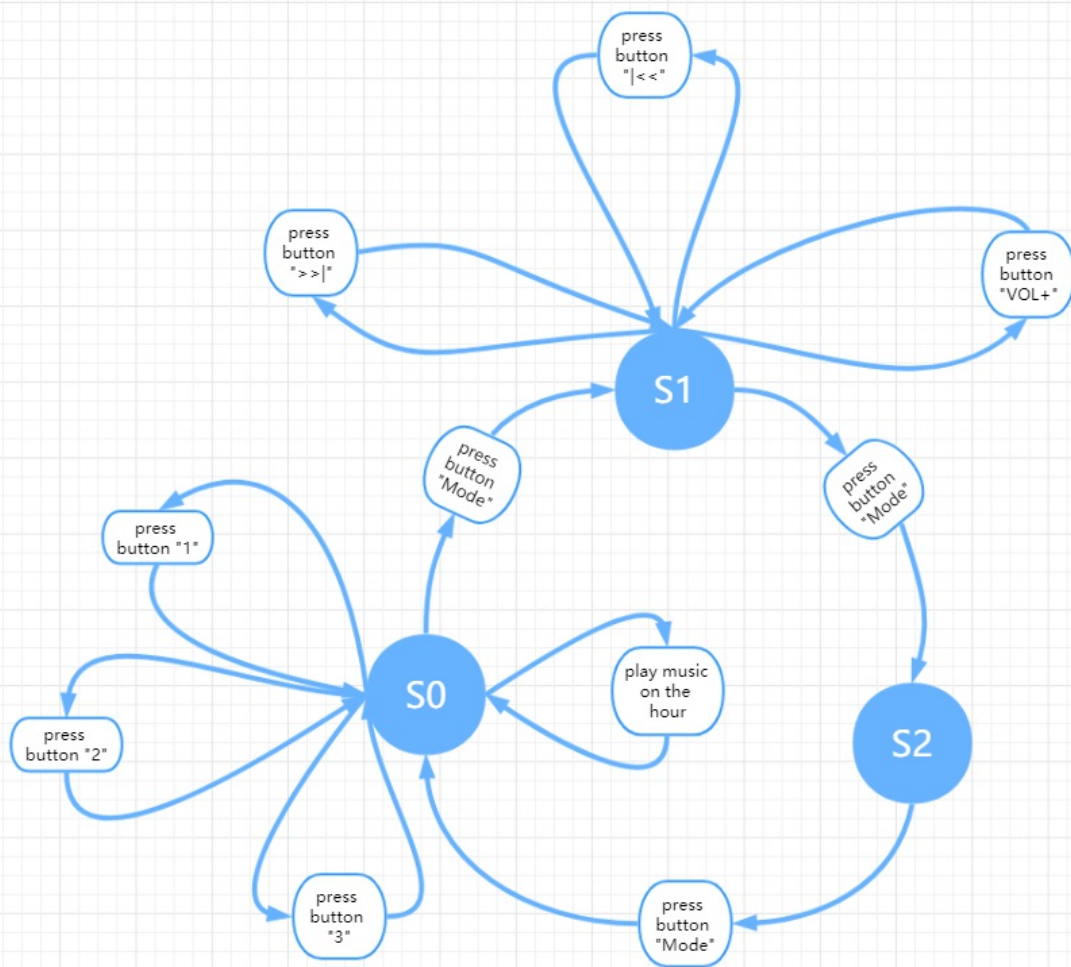 press
button
"|<<"
press
button
">>|"
press
button
"VOL+"
S1
press
button
"Mode"
press
button
"Mode"
press
button "1"
play music
on the
hour
S0
press
button "2"
S2
press
button
"3"
press
button
"Mode"